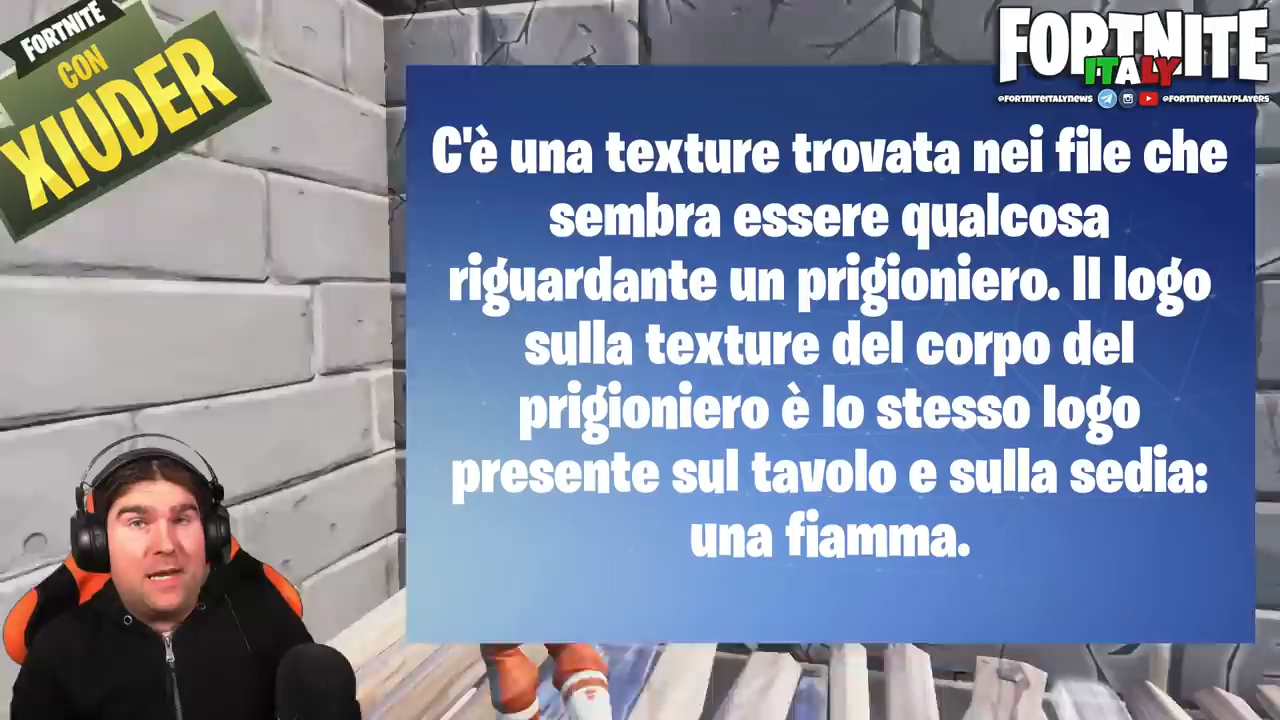 FORTNITE
CON
XIUDER
FORTNITE
ITALY
@FORTNITEITALYNEWS @FORTNITEITALYPLAYERS
C'è una texture trovata nei file che
sembra essere qualcosa
riguardante un prigioniero. Il logo
sulla texture del corpo del
prigioniero è lo stesso logo
presente sul tavolo e sulla sedia:
una fiamma.